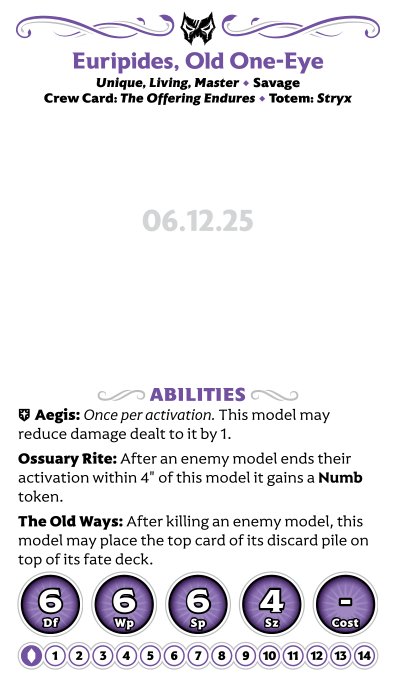 Euripides, Old One-Eye
Unique, Living, Master • Savage
Crew Card: The Offering Endures • Totem: Stryx
06.12.25
ABILITIES
Aegis: Once per activation. This model may
reduce damage dealt to it by 1.
Ossuary Rite: After an enemy model ends their
activation within 4" of this model it gains a Numb
token.
The Old Ways: After killing an enemy model, this
model may place the top card of its discard pile on
top of its fate deck.
6 6 6 4 -
Df Wp Sp Sz Cost
1 2 3 4 5 6 7 8 9 10 11 12 13 14